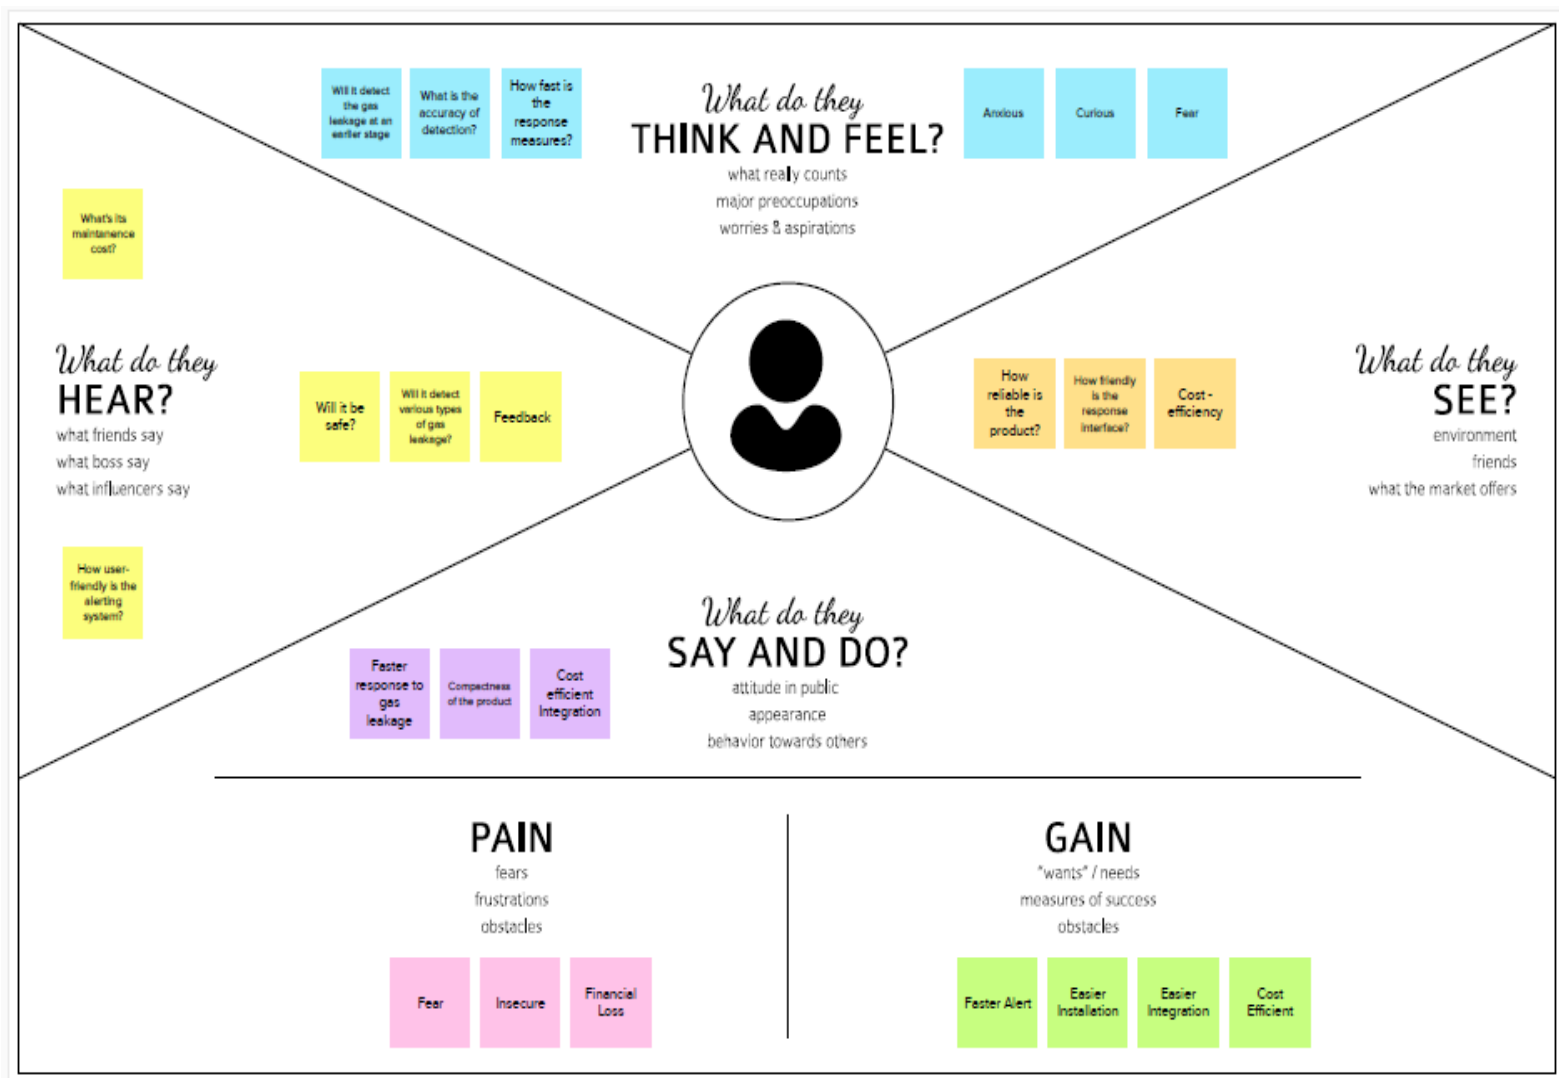 Will it detect
the gas
leakage at an
earlier stage
What is the
accuracy of
detection?
How fast is
the
response
measures?
What do they
THINK AND FEEL?
what really counts
major preoccupations
worries & aspirations
Anxious
Curious
Fear
What's its
maintanence
cost?
What do they
HEAR?
what friends say
what boss say
what influencers say
Will it be
safe?
Will it detect
various types
of gas
leakage?
Feedback
How user-
friendly is the
alerting
system?
How
reliable is
the
product?
How friendly
is the
response
interface?
Cost -
efficiency
What do they
SEE?
environment
friends
what the market offers
What do they
SAY AND DO?
attitude in public
appearance
behavior towards others
Faster
response to
gas
leakage
Compectness
of the product
Cost
efficient
Integration
PAIN
fears
frustrations
obstacles
Fear
Insecure
Financial
Loss
GAIN
"wants" / needs
measures of success
obstacles
Faster Alert
Easier
Installation
Easier
Integration
Cost
Efficient